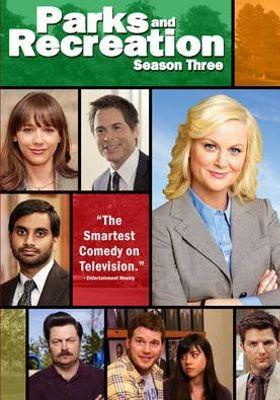 Parks and
Recreation
Season Three
"The
Smartest
Comedy on
Television."
- Entertainment Weekly